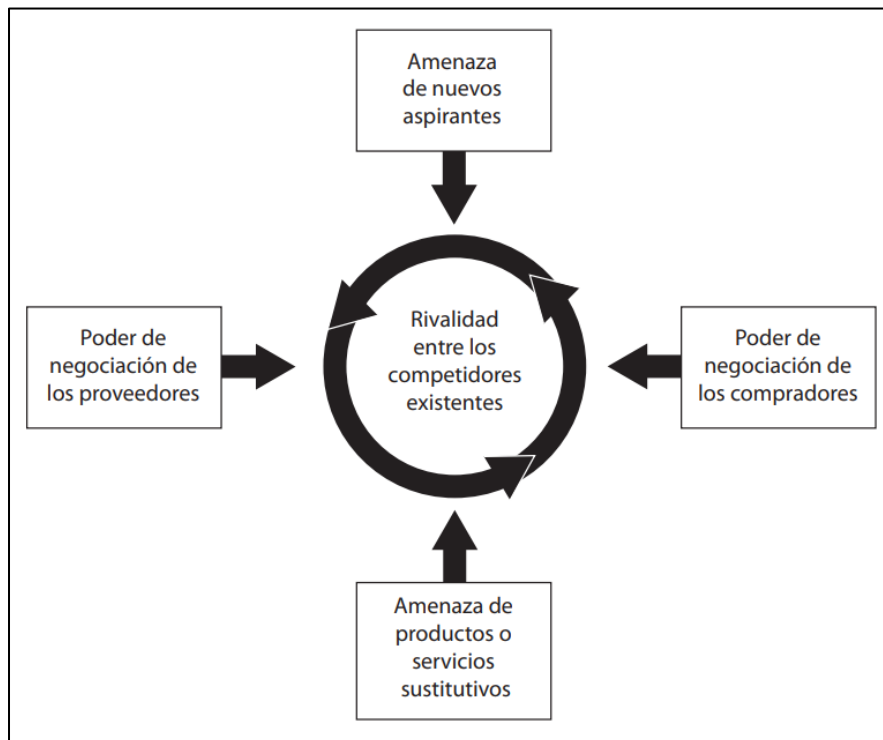 Amenaza
de nuevos
aspirantes
Poder de
negociación de
los proveedores
Rivalidad
entre los
competidores
existentes
Poder de
negociación de
los compradores
Amenaza de
productos o
servicios
sustitutivos